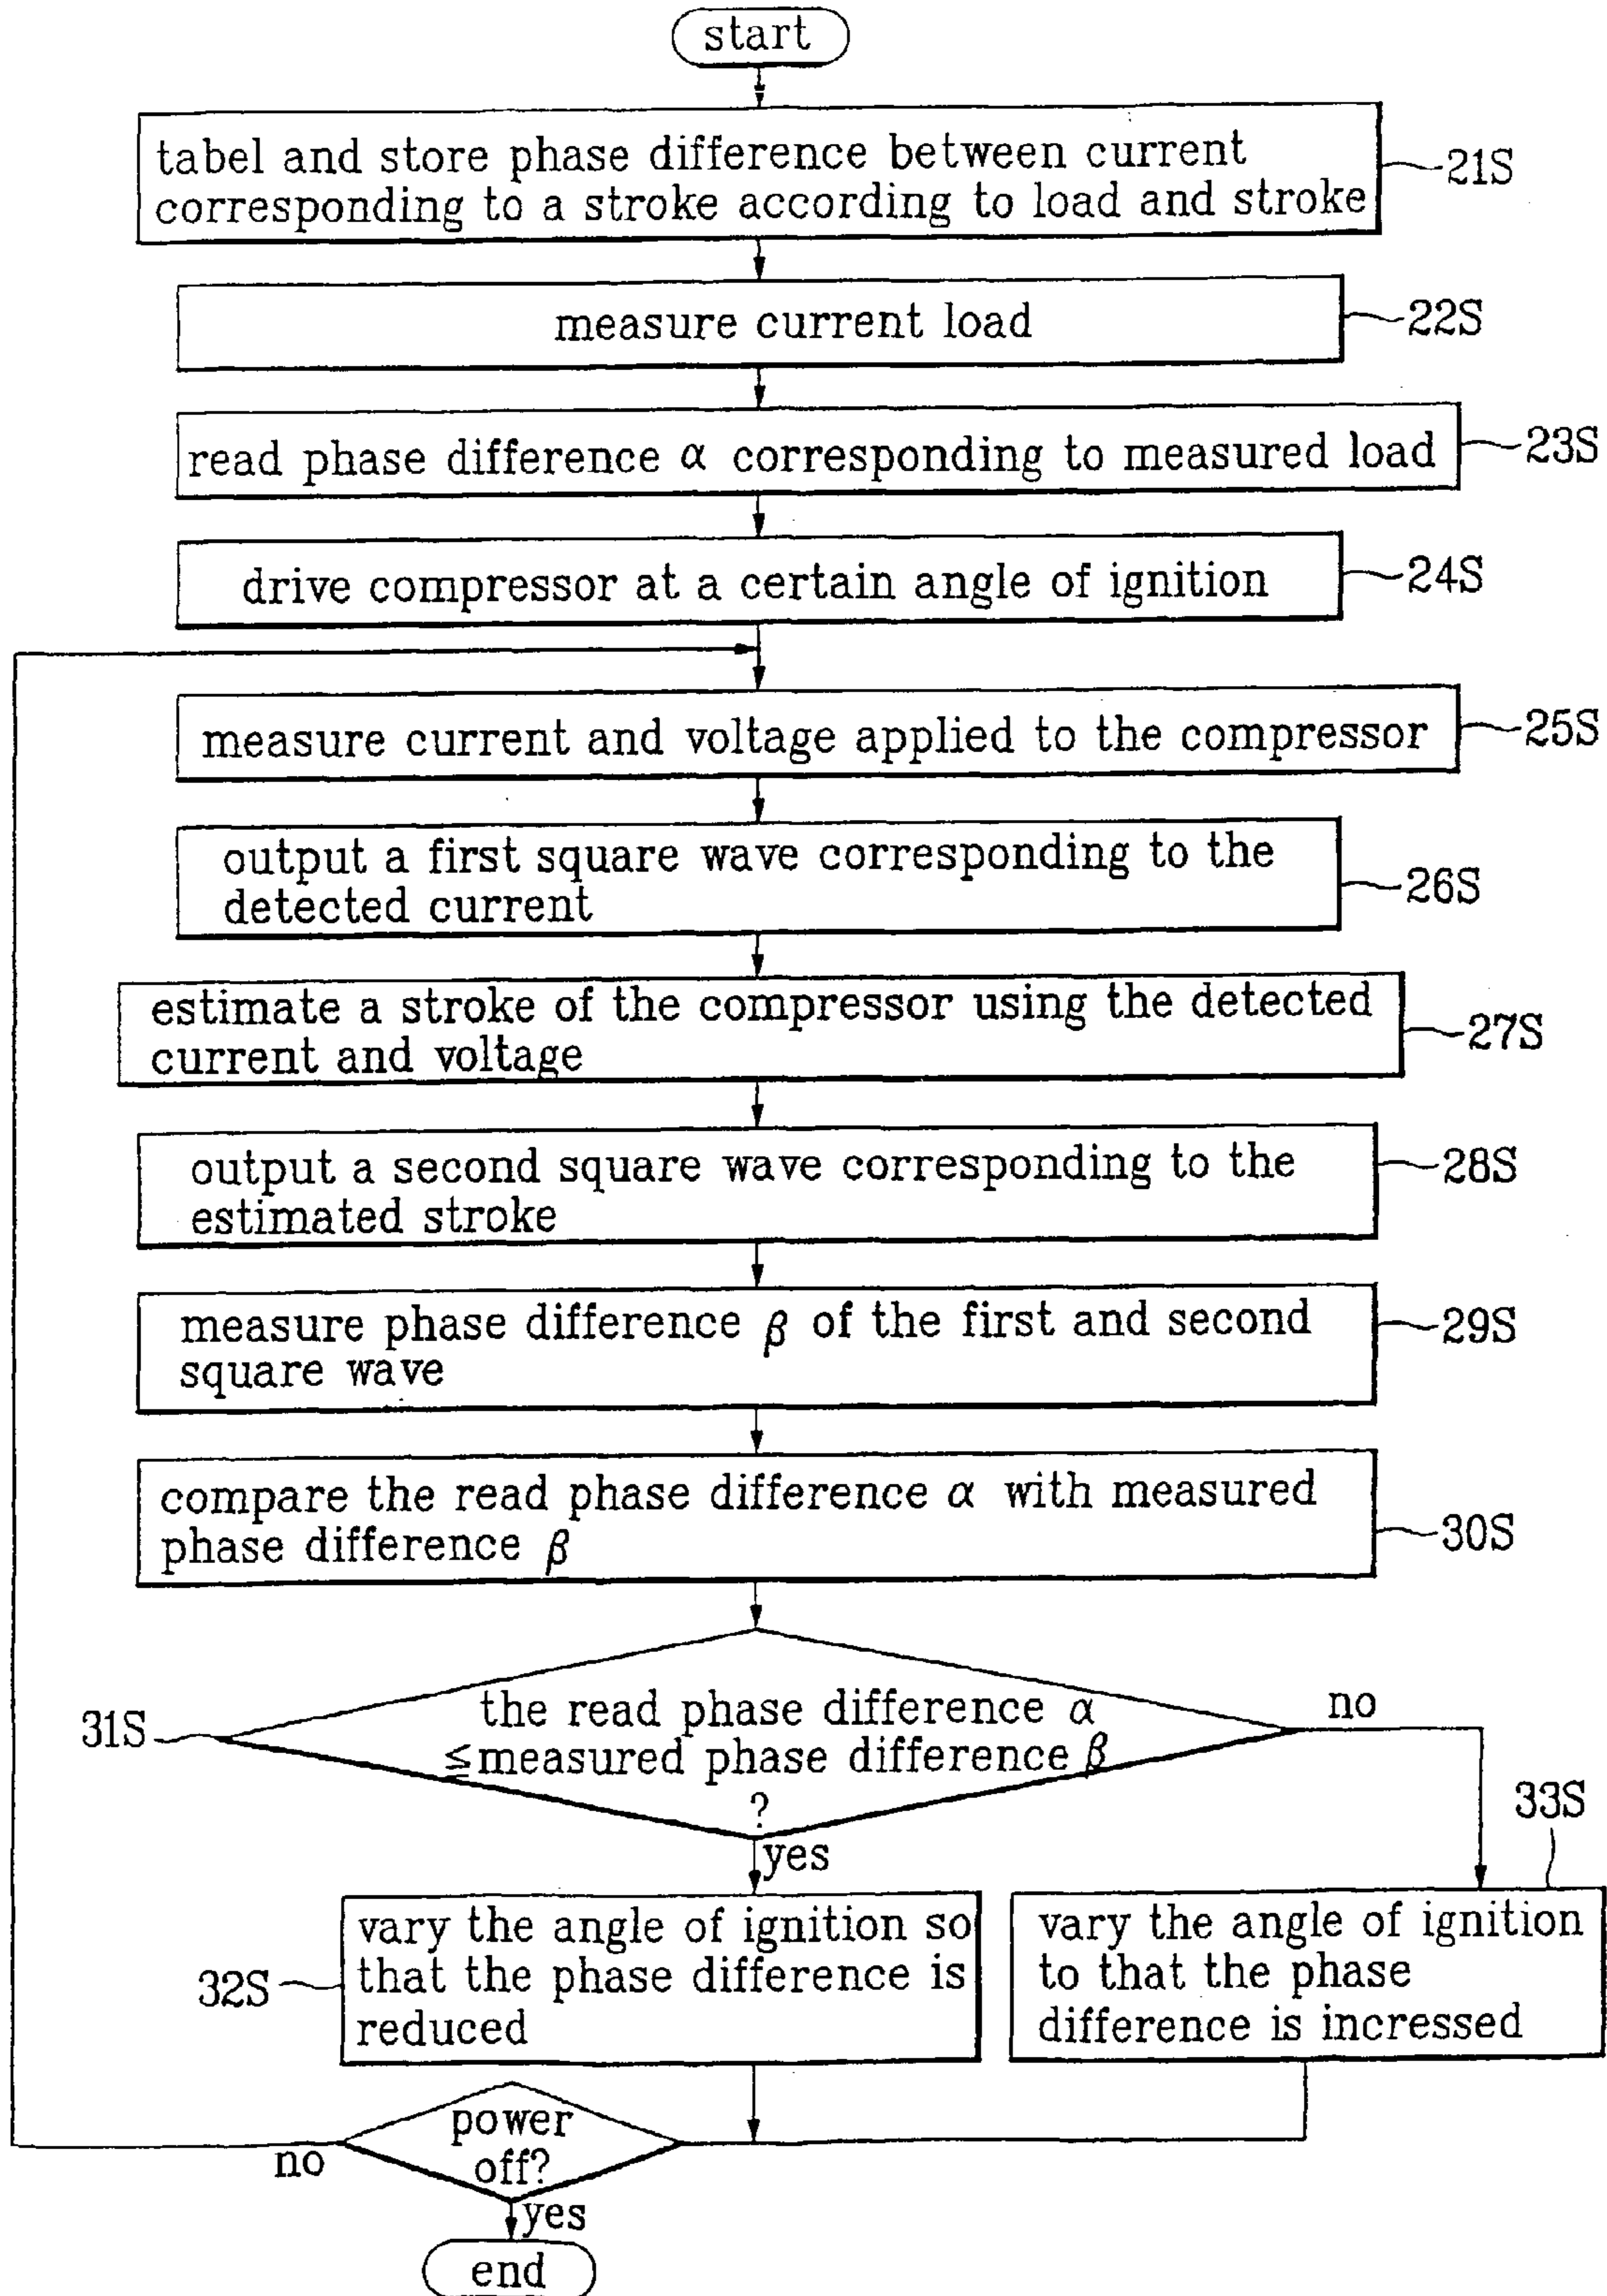 start
tabel and store phase difference between current
corresponding to a stroke according to load and stroke
21S
measure current load
22S
read phase difference α corresponding to measured load
23S
drive compressor at a certain angle of ignition
24S
measure current and voltage applied to the compressor
25S
output a first square wave corresponding to the
detected current
26S
estimate a stroke of the compressor using the detected
current and voltage
27S
output a second square wave corresponding to the
estimated stroke
28S
measure phase difference β of the first and second
square wave
29S
compare the read phase difference α with measured
phase difference β
30S
31S
the read phase difference α
≦measured phase difference β
?
no
yes
33S
32S
vary the angle of ignition so
that the phase difference is
reduced
vary the angle of ignition
to that the phase
difference is incressed
power
off?
no
yes
end